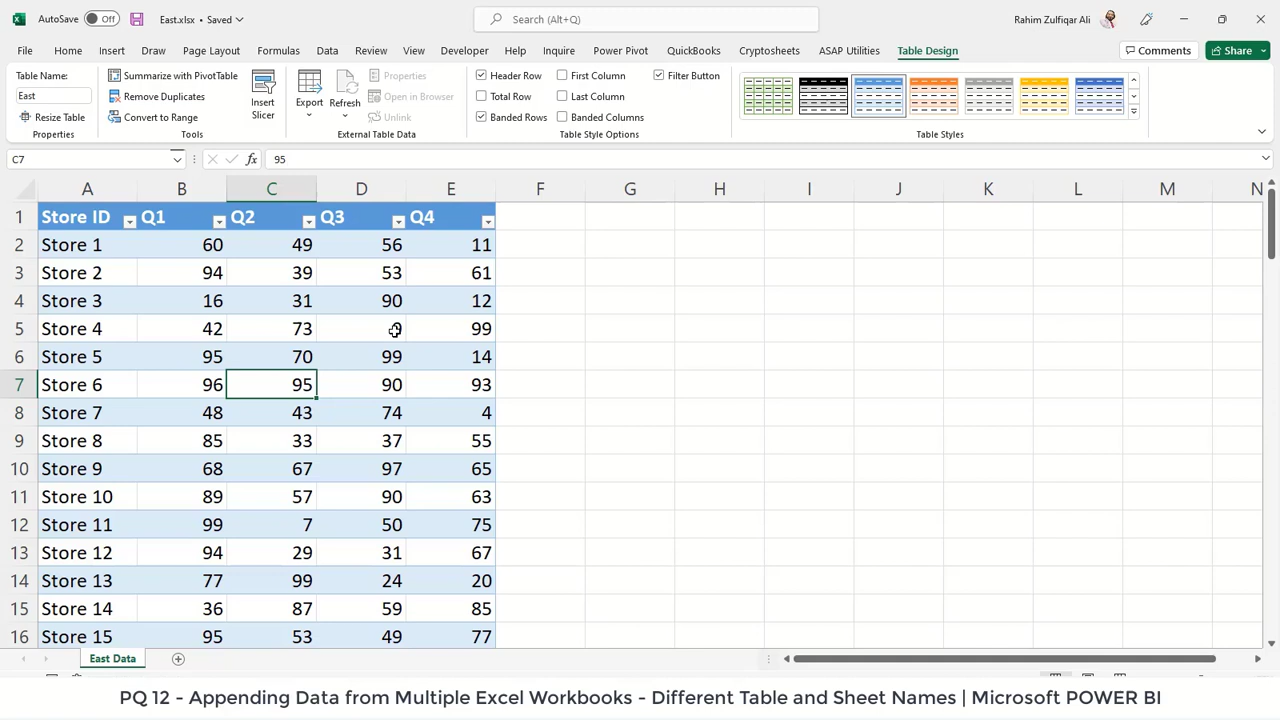 AutoSave Off East.xlsx • Saved Search (Alt+Q) Rahim Zulfiqar Ali
File Home Insert Draw Page Layout Formulas Data Review View Developer Help Inquire Power Pivot QuickBooks Cryptosheets ASAP Utilities Table Design Comments Share
Table Name: Summarize with PivotTable Properties Header Row First Column Filter Button
East Remove Duplicates Insert Slicer Export Refresh Open in Browser Total Row Last Column
Resize Table Convert to Range Unlink Banded Rows Banded Columns
Properties Tools External Table Data Table Style Options Table Styles
C7 fx 95
A B C D E F G H I J K L M N
1 Store ID Q1 Q2 Q3 Q4
2 Store 1 60 49 56 11
3 Store 2 94 39 53 61
4 Store 3 16 31 90 12
5 Store 4 42 73 99
6 Store 5 95 70 99 14
7 Store 6 96 95 90 93
8 Store 7 48 43 74 4
9 Store 8 85 33 37 55
10 Store 9 68 67 97 65
11 Store 10 89 57 90 63
12 Store 11 99 7 50 75
13 Store 12 94 29 31 67
14 Store 13 77 99 24 20
15 Store 14 36 87 59 85
16 Store 15 95 53 49 77
East Data
PQ 12 - Appending Data from Multiple Excel Workbooks - Different Table and Sheet Names | Microsoft POWER BI